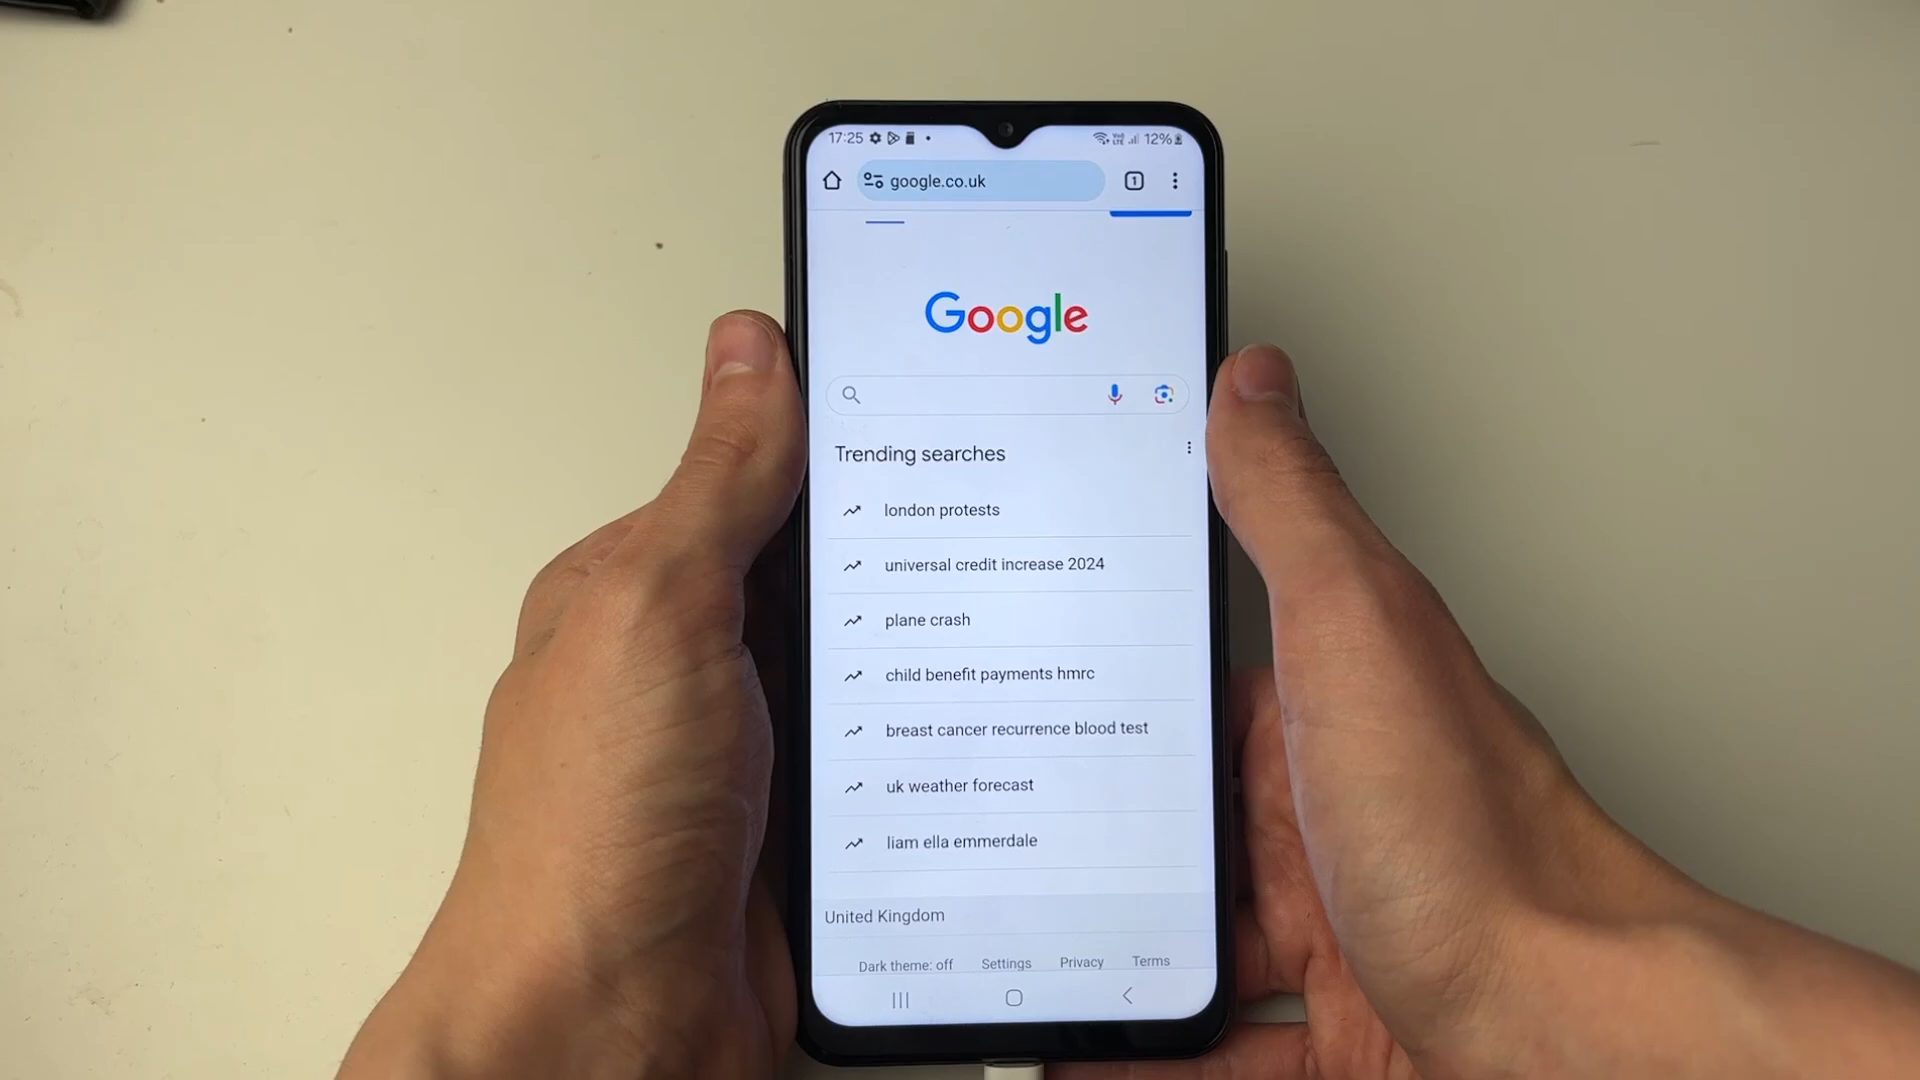 17:25 12%
google.co.uk 1
Google
Trending searches
london protests
universal credit increase 2024
plane crash
child benefit payments hmrc
breast cancer recurrence blood test
uk weather forecast
liam ella emmerdale
United Kingdom
Dark theme: off Settings Privacy Terms